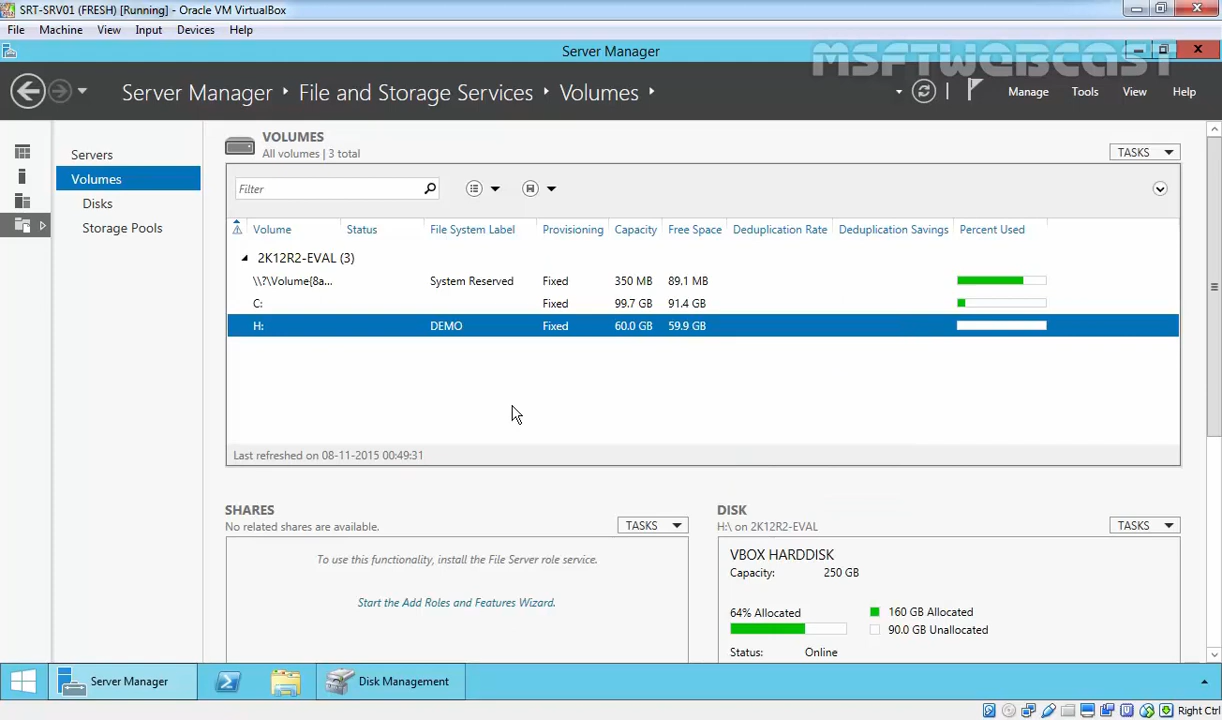 SRT-SRV01 (FRESH) [Running] - Oracle VM VirtualBox
File Machine View Input Devices Help
Server Manager
MSFTWEBCAST
Server Manager File and Storage Services Volumes
Manage Tools View Help
Servers
Volumes
Disks
Storage Pools
VOLUMES
All volumes | 3 total
TASKS
Filter
Volume Status File System Label Provisioning Capacity Free Space Deduplication Rate Deduplication Savings Percent Used
2K12R2-EVAL (3)
\\?\Volume{8a... System Reserved Fixed 350 MB 89.1 MB
C: Fixed 99.7 GB 91.4 GB
H: DEMO Fixed 60.0 GB 59.9 GB
Last refreshed on 08-11-2015 00:49:31
SHARES
No related shares are available.
TASKS
To use this functionality, install the File Server role service.
Start the Add Roles and Features Wizard.
DISK
H:\ on 2K12R2-EVAL
TASKS
VBOX HARDDISK
Capacity: 250 GB
64% Allocated
160 GB Allocated
90.0 GB Unallocated
Status: Online
Server Manager Disk Management
Right Ctrl